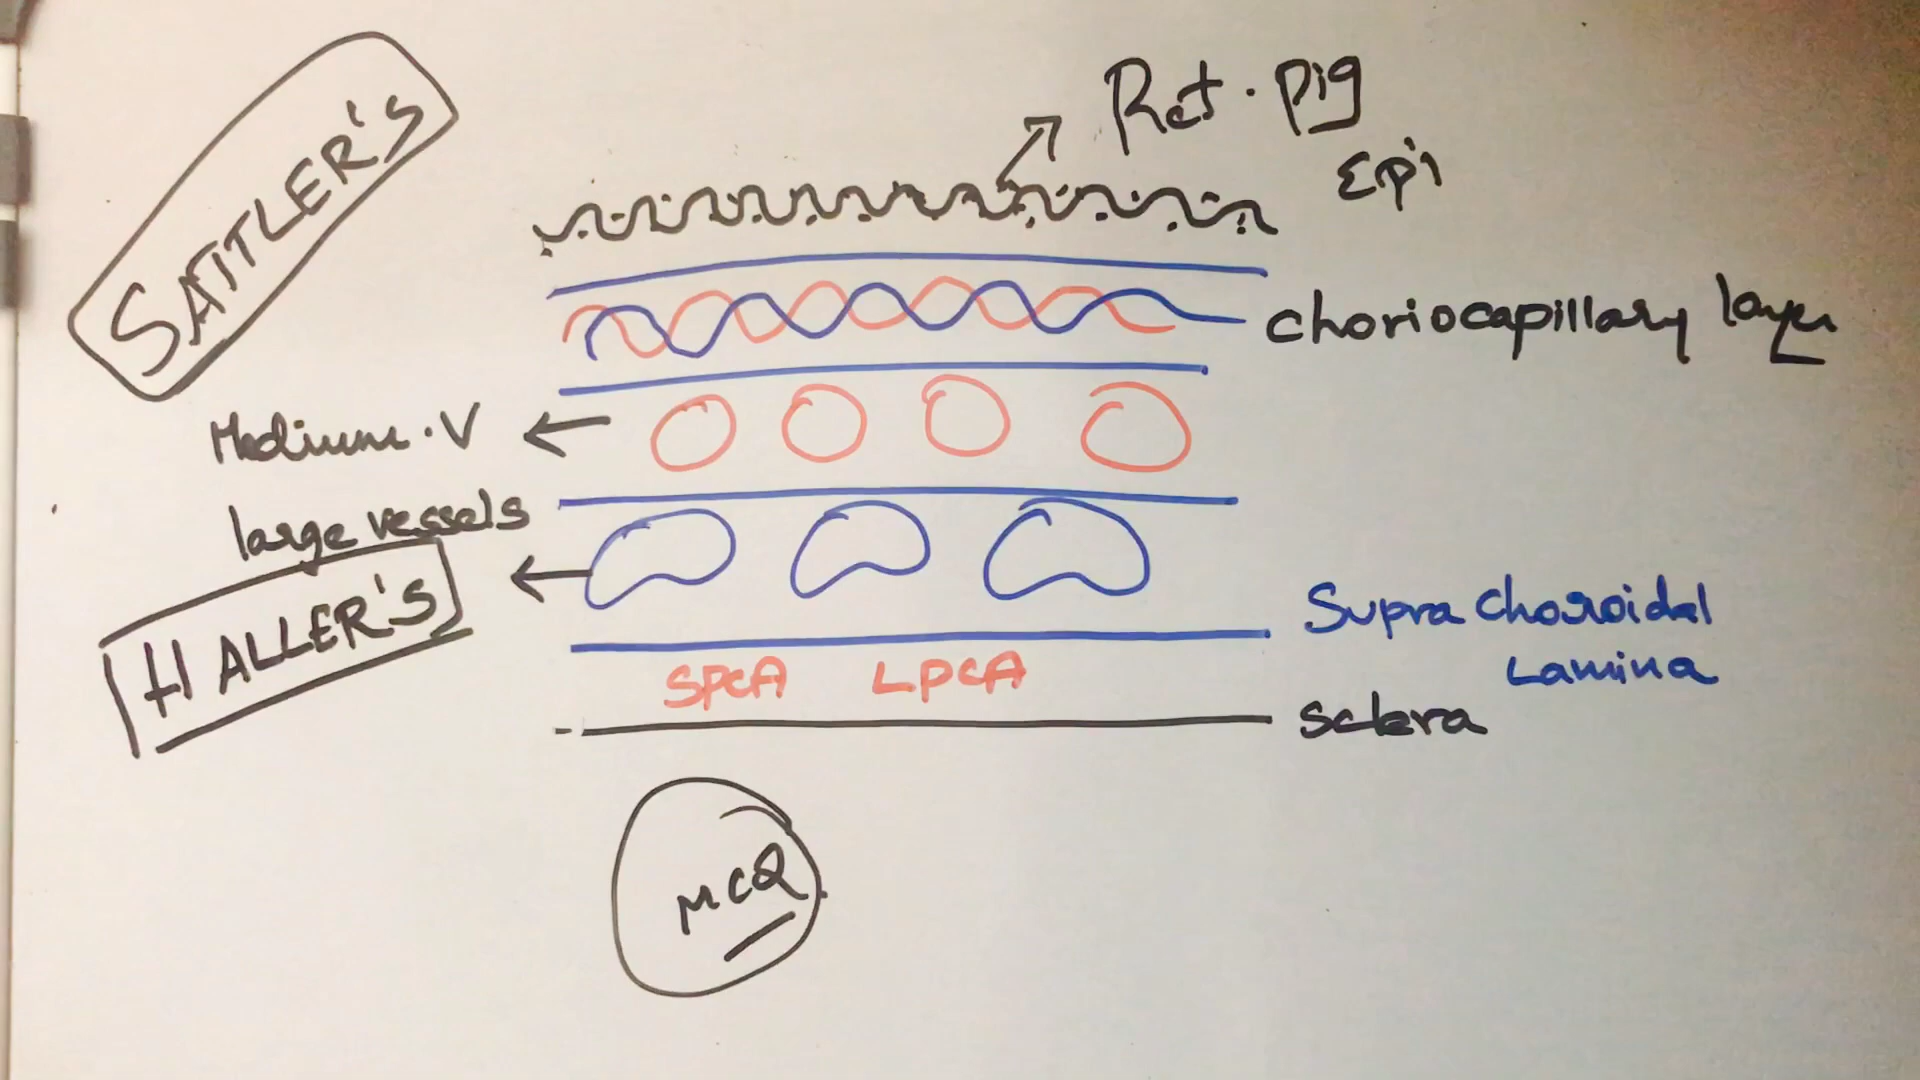 SATTLER'S
Ret. Pig
Epi
Choriocapillary layer
Medium. V
large vessels
HALLER'S
Supra Choroidal
Lamina
SPCA LPCA
Sclera
MCQ